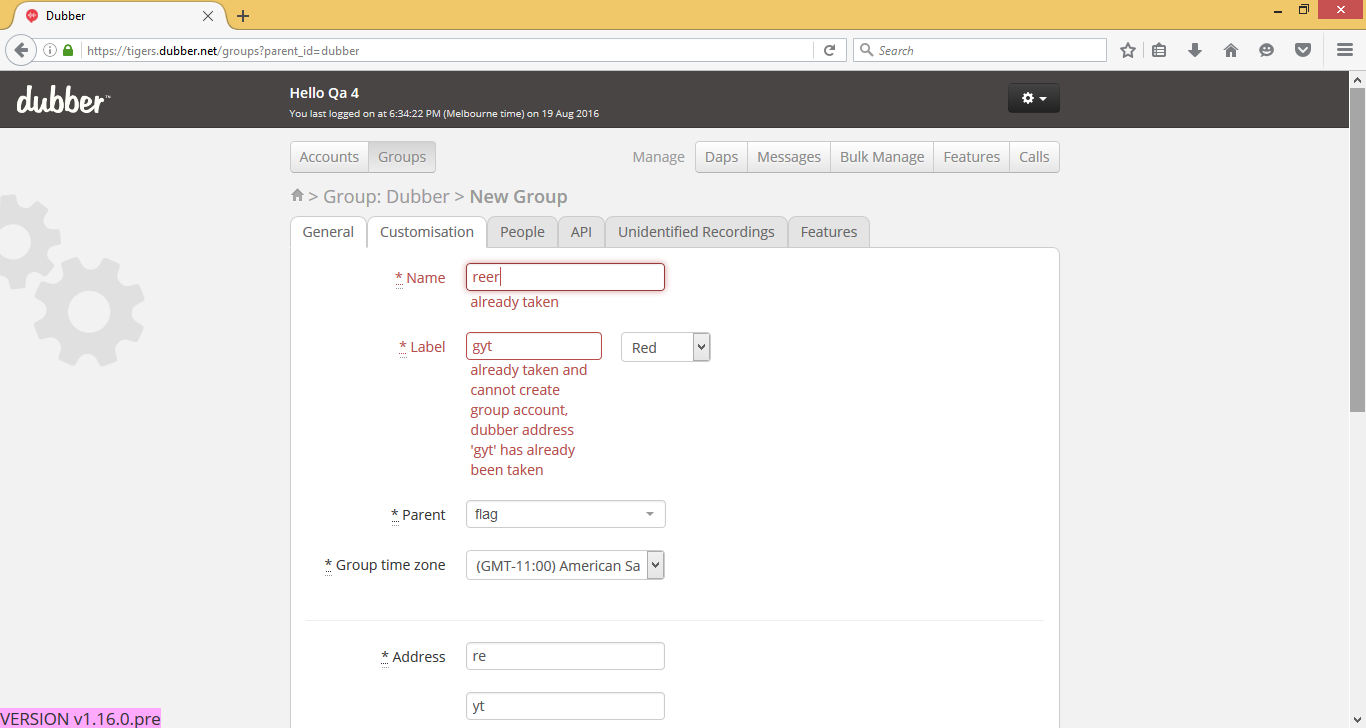 Dubber
https://tigers.dubber.net/groups?parent_id=dubber
Search
dubber™
Hello Qa 4
You last logged on at 6:34:22 PM (Melbourne time) on 19 Aug 2016
Accounts Groups Manage Daps Messages Bulk Manage Features Calls
> Group: Dubber > New Group
General Customisation People API Unidentified Recordings Features
* Name reer
already taken
* Label gyt Red
already taken and
cannot create
group account,
dubber address
'gyt' has already
been taken
* Parent flag
* Group time zone (GMT-11:00) American Sa
* Address re
yt
VERSION v1.16.0.pre